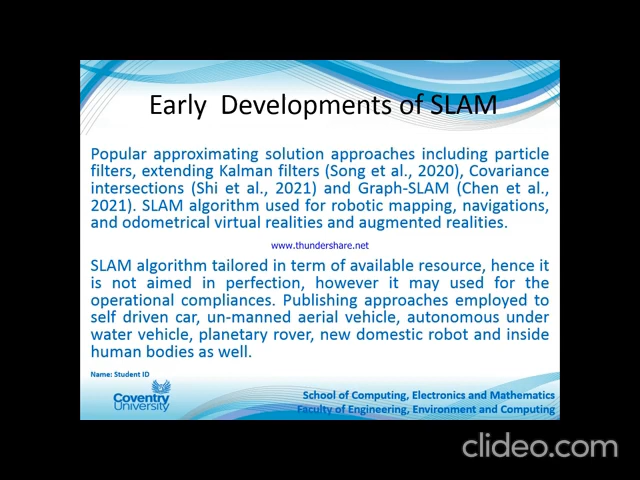 Early Developments of SLAM
Popular approximating solution approaches including particle
filters, extending Kalman filters (Song et al., 2020), Covariance
intersections (Shi et al., 2021) and Graph-SLAM (Chen et al.,
2021). SLAM algorithm used for robotic mapping, navigations,
and odometrical virtual realities and augmented realities.
www.thundershare.net
SLAM algorithm tailored in term of available resource, hence it
is not aimed in perfection, however it may used for the
operational compliances. Publishing approaches employed to
self driven car, un-manned aerial vehicle, autonomous under
water vehicle, planetary rover, new domestic robot and inside
human bodies as well.
Name: Student ID
Coventry
University
School of Computing, Electronics and Mathematics
Faculty of Engineering, Environment and Computing
clideo.com